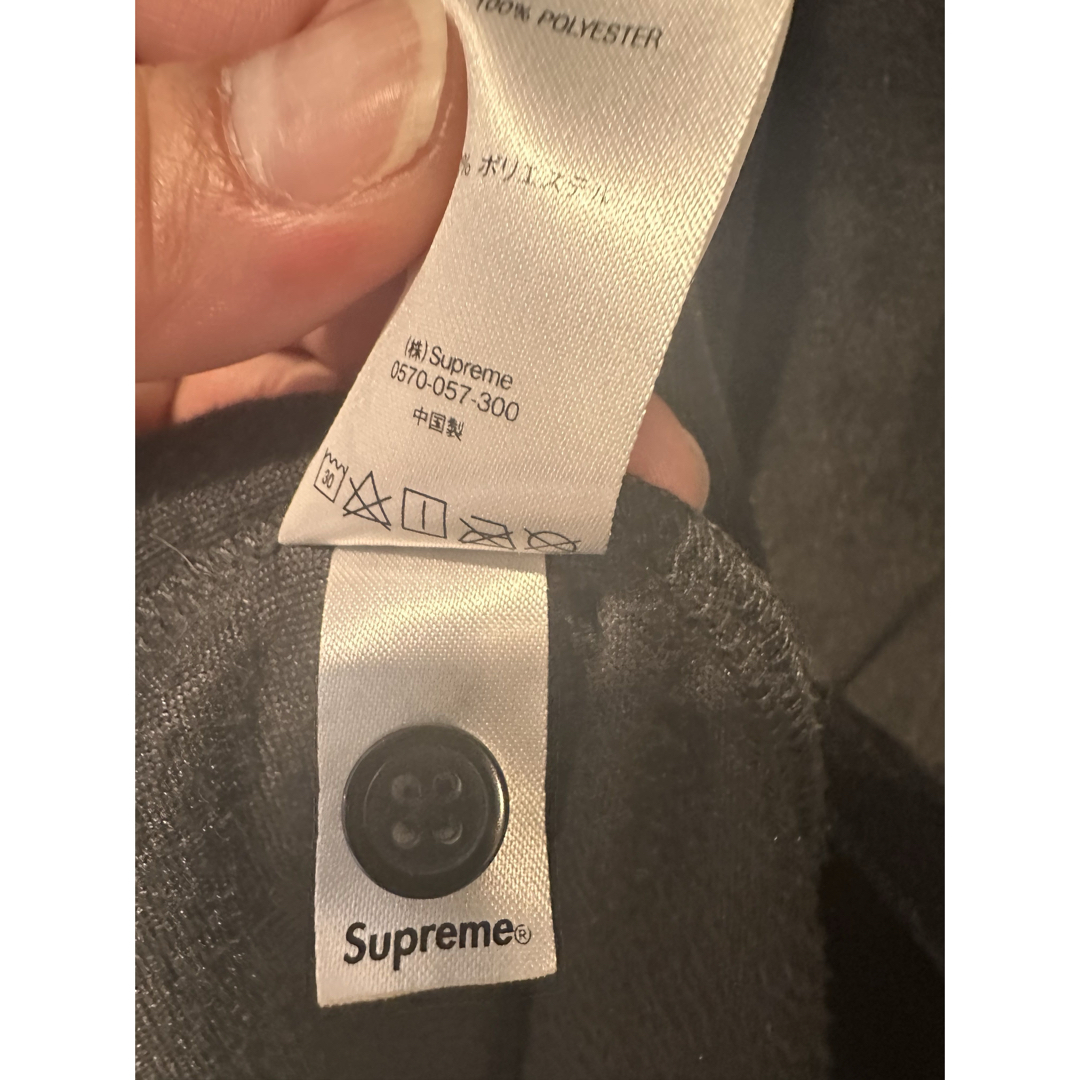 100% POLYESTER
% ポリエステル
(株)Supreme
0570-057-300
中国製
30
Supreme®